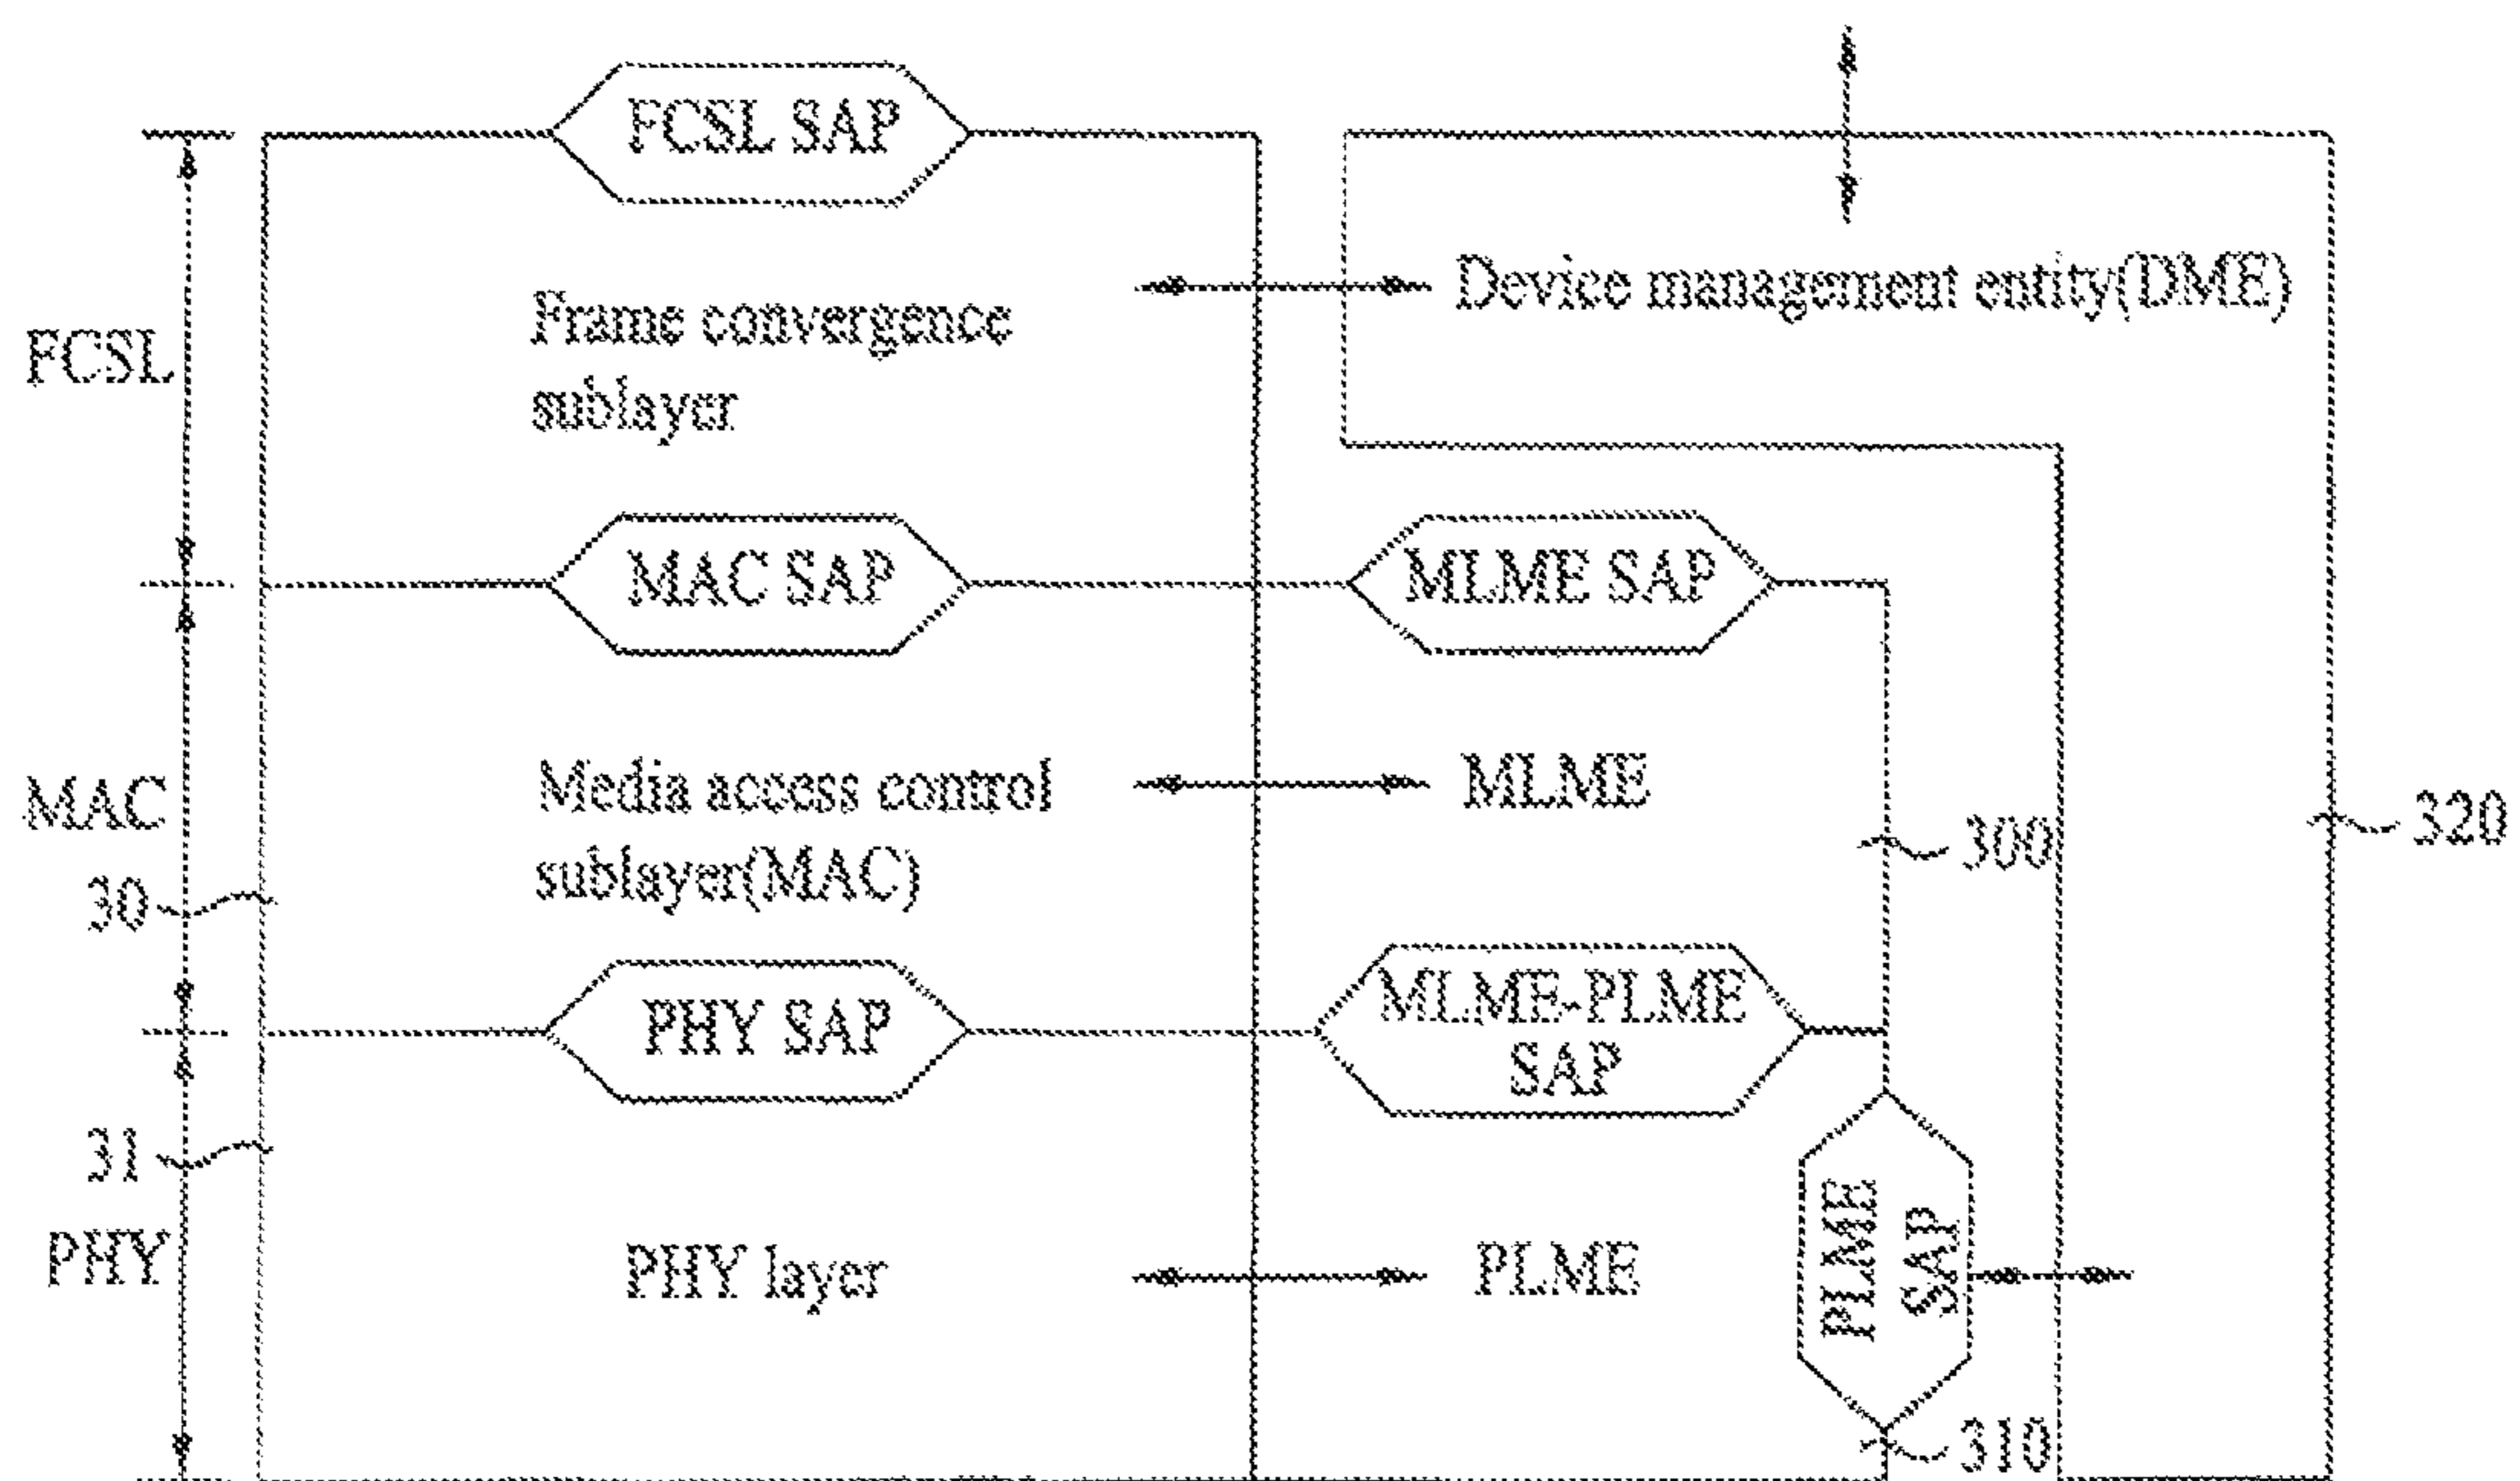 FCSL SAP
FCSL
Frame convergence
sublayer
Device management entity(DME)
MAC SAP
MLME SAP
MAC
Media access control
sublayer(MAC)
MLME
30
300
320
PHY SAP
MLME-PLME
SAP
31
PHY
PHY layer
PLME
PLME
SAP
310